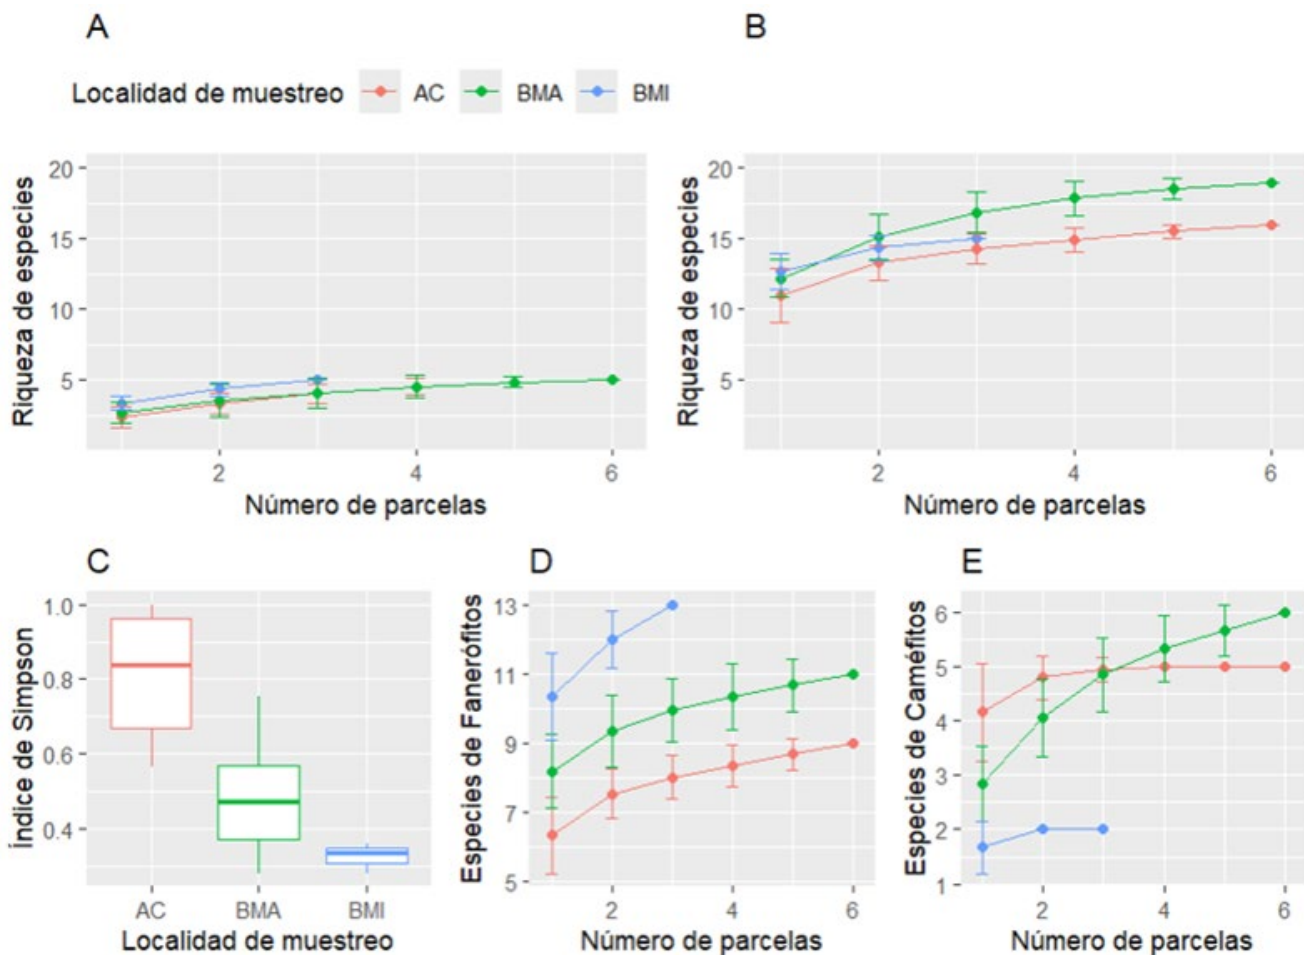 A
B
Localidad de muestreo AC BMA BMI
Riqueza de especies
20
15
10
5
2 4 6
Número de parcelas
Riqueza de especies
20
15
10
5
2 4 6
Número de parcelas
C
Índice de Simpson
1.0
0.8
0.6
0.4
AC BMA BMI
Localidad de muestreo
D
Especies de Fanerófitos
13
11
9
7
5
2 4 6
Número de parcelas
E
Especies de Caméfitos
6
5
4
3
2
1
2 4 6
Número de parcelas